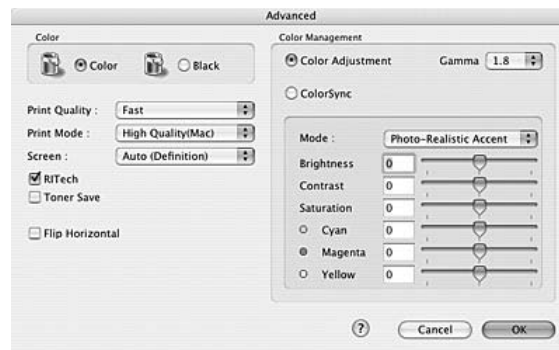 Advanced
Color
Color
Black
Print Quality :
Fast
Print Mode :
High Quality(Mac)
Screen :
Auto (Definition)
RITech
Toner Save
Flip Horizontal
Color Management
Color Adjustment
Gamma
1.8
ColorSync
Mode :
Photo-Realistic Accent
Brightness
0
Contrast
0
Saturation
0
Cyan
0
Magenta
0
Yellow
0
?
Cancel
OK